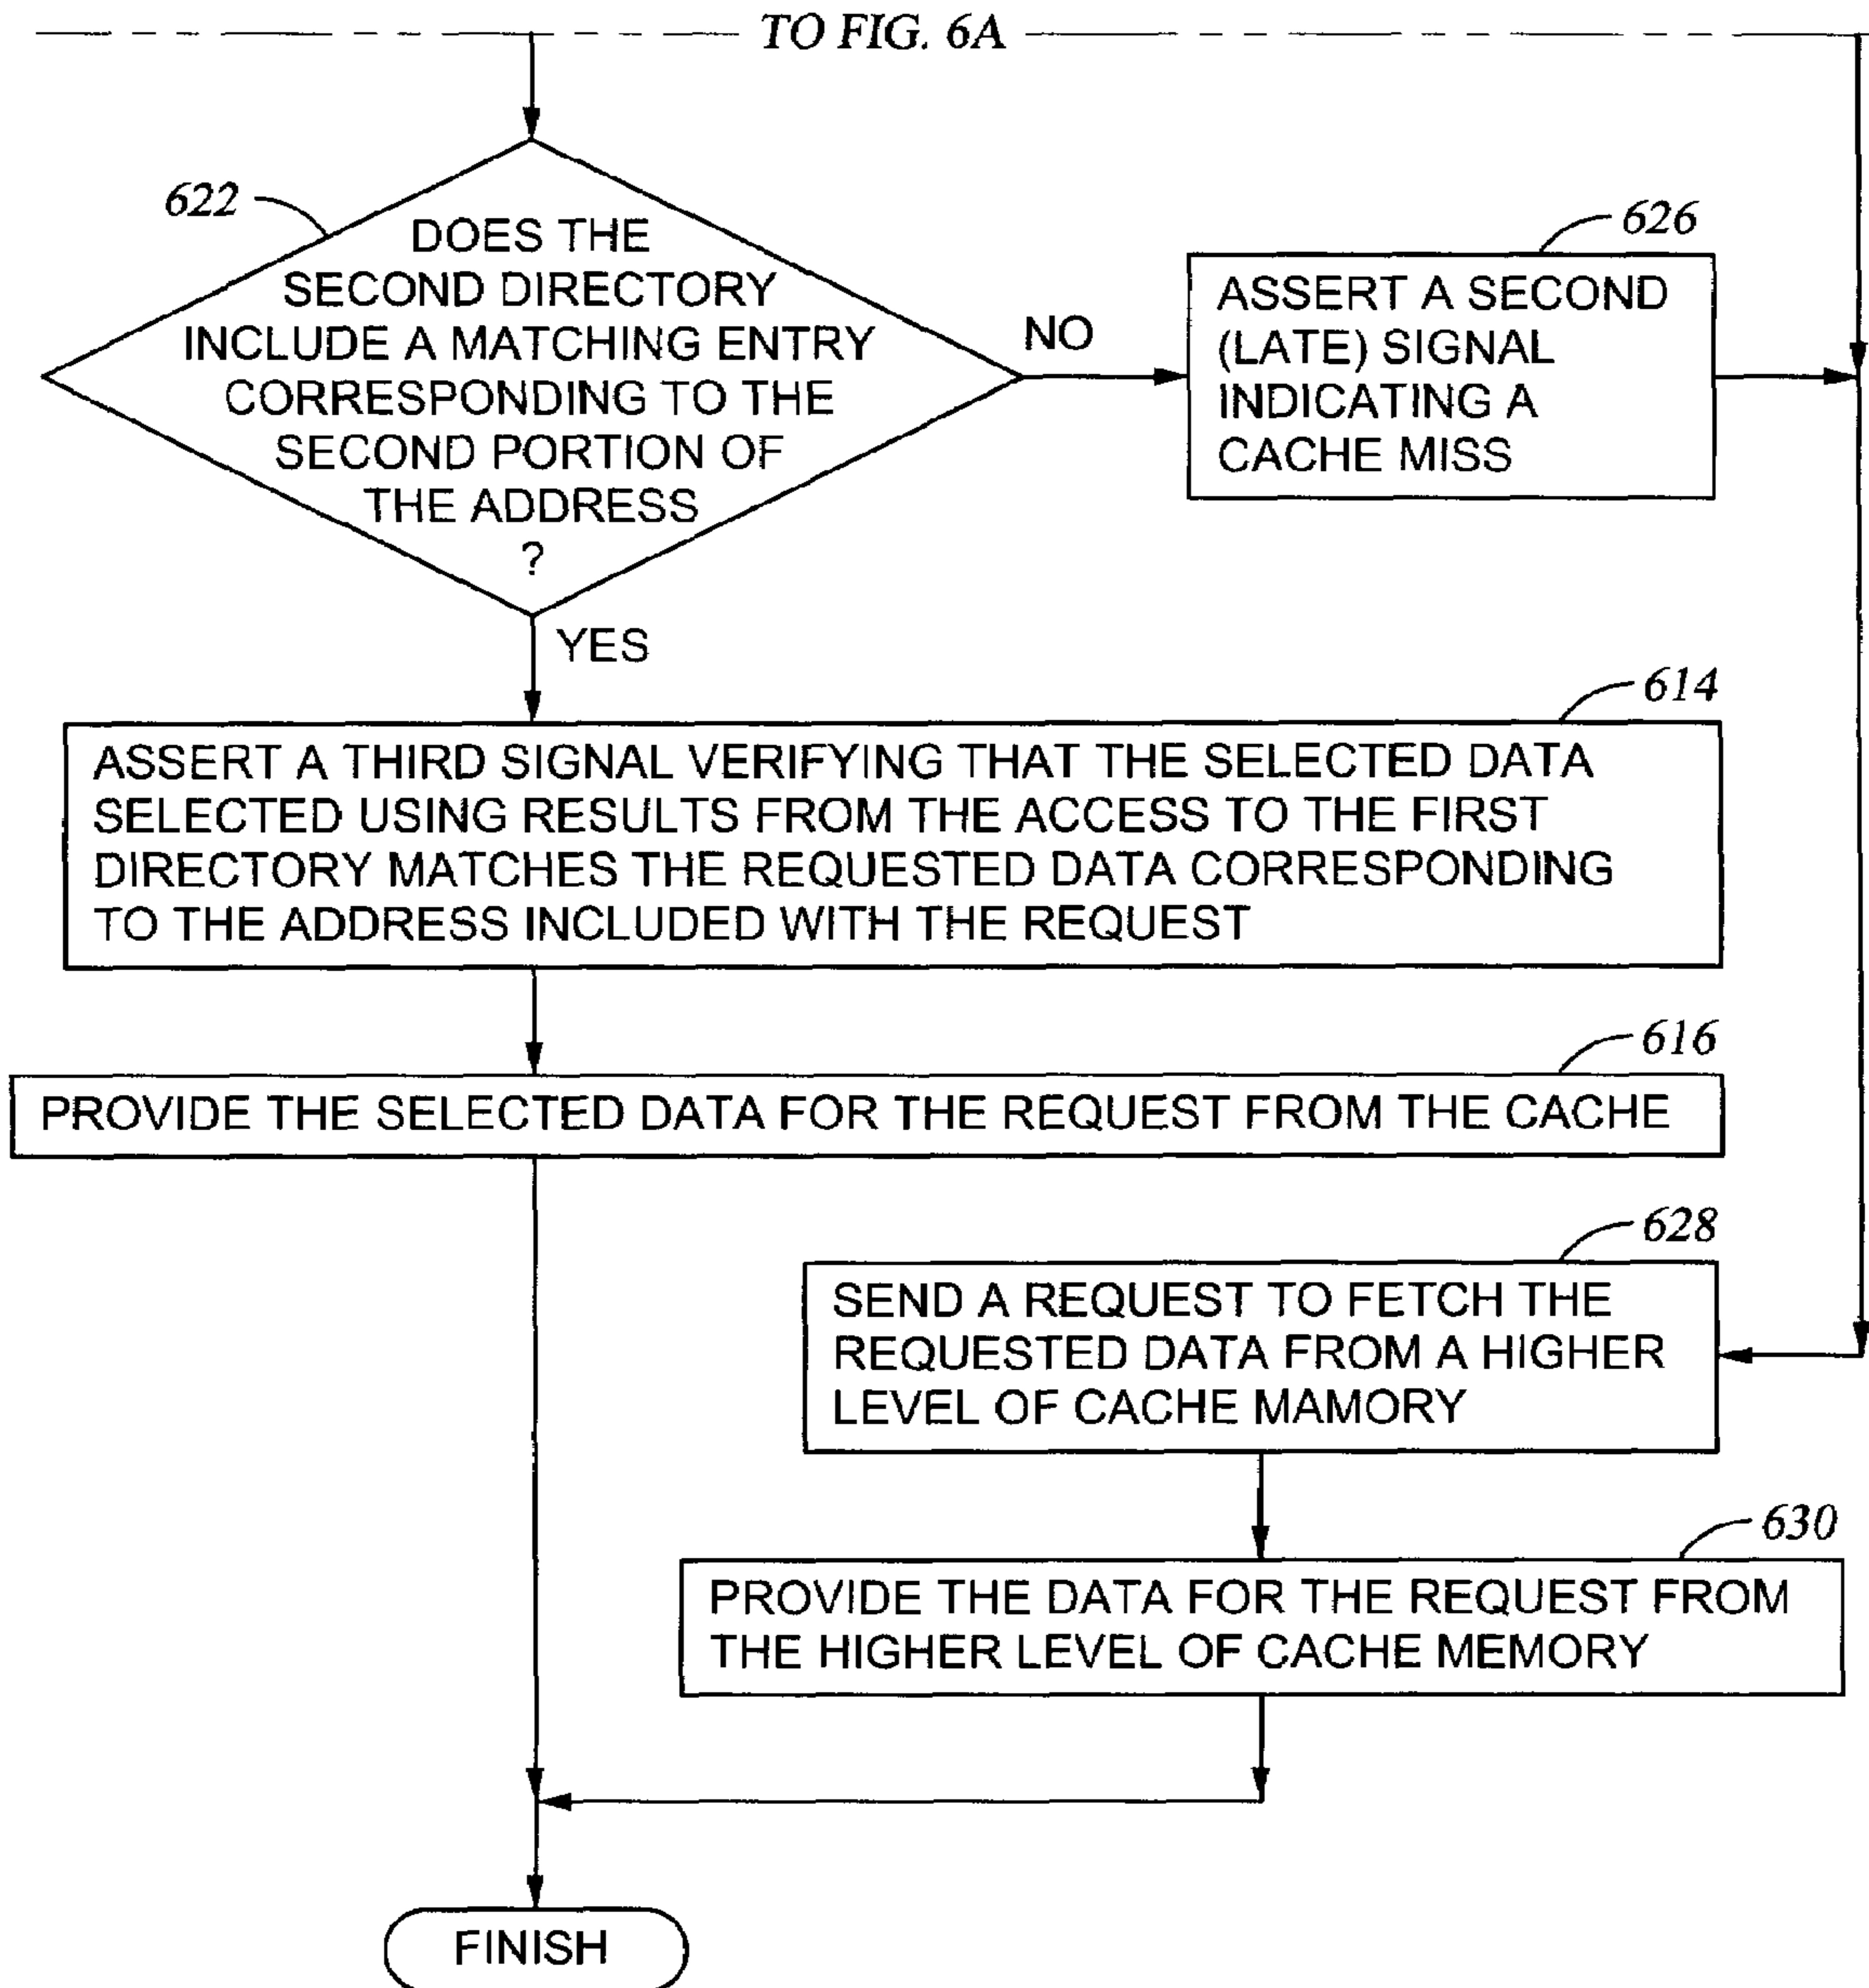 TO FIG. 6A
622
DOES THE
SECOND DIRECTORY
INCLUDE A MATCHING ENTRY
CORRESPONDING TO THE
SECOND PORTION OF
THE ADDRESS
?
NO
626
ASSERT A SECOND
(LATE) SIGNAL
INDICATING A
CACHE MISS
YES
614
ASSERT A THIRD SIGNAL VERIFYING THAT THE SELECTED DATA
SELECTED USING RESULTS FROM THE ACCESS TO THE FIRST
DIRECTORY MATCHES THE REQUESTED DATA CORRESPONDING
TO THE ADDRESS INCLUDED WITH THE REQUEST
616
PROVIDE THE SELECTED DATA FOR THE REQUEST FROM THE CACHE
628
SEND A REQUEST TO FETCH THE
REQUESTED DATA FROM A HIGHER
LEVEL OF CACHE MAMORY
630
PROVIDE THE DATA FOR THE REQUEST FROM
THE HIGHER LEVEL OF CACHE MEMORY
FINISH